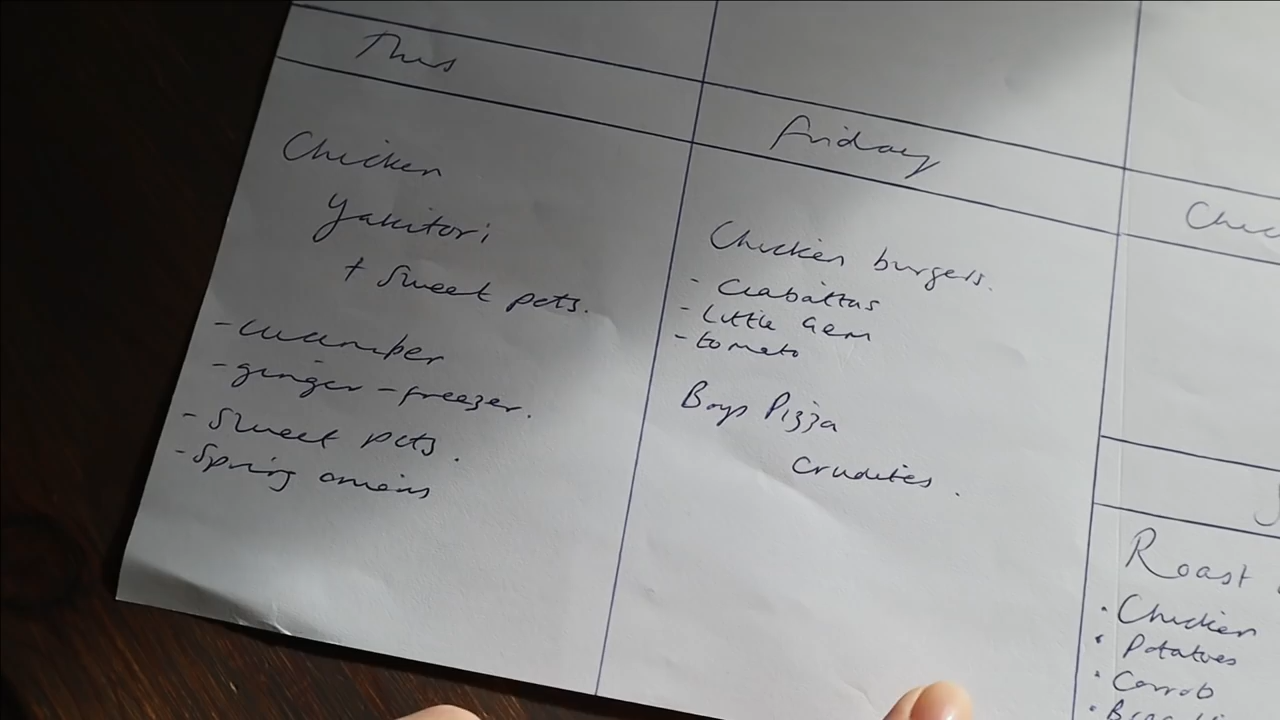 Thurs
Chicken
Yakitori
+ Sweet pots.
- cucumber
- ginger - freezer.
- Sweet pots.
- Spring onions
Friday
Chicken burgers.
- Ciabattas
- Little Gem
- tomato
Boys Pizza
Crudites.
Roast
• Chicken
• Potatoes
• Carrots